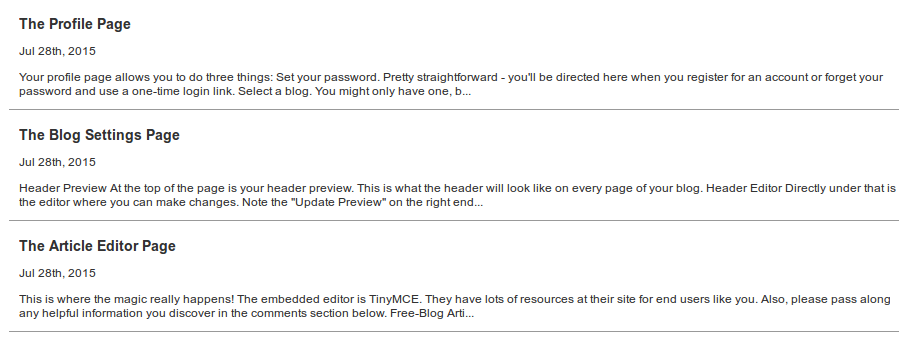 The Profile Page
Jul 28th, 2015
Your profile page allows you to do three things: Set your password. Pretty straightforward - you'll be directed here when you register for an account or forget your
password and use a one-time login link. Select a blog. You might only have one, b...
The Blog Settings Page
Jul 28th, 2015
Header Preview At the top of the page is your header preview. This is what the header will look like on every page of your blog. Header Editor Directly under that is
the editor where you can make changes. Note the "Update Preview" on the right end...
The Article Editor Page
Jul 28th, 2015
This is where the magic really happens! The embedded editor is TinyMCE. They have lots of resources at their site for end users like you. Also, please pass along
any helpful information you discover in the comments section below. Free-Blog Arti...